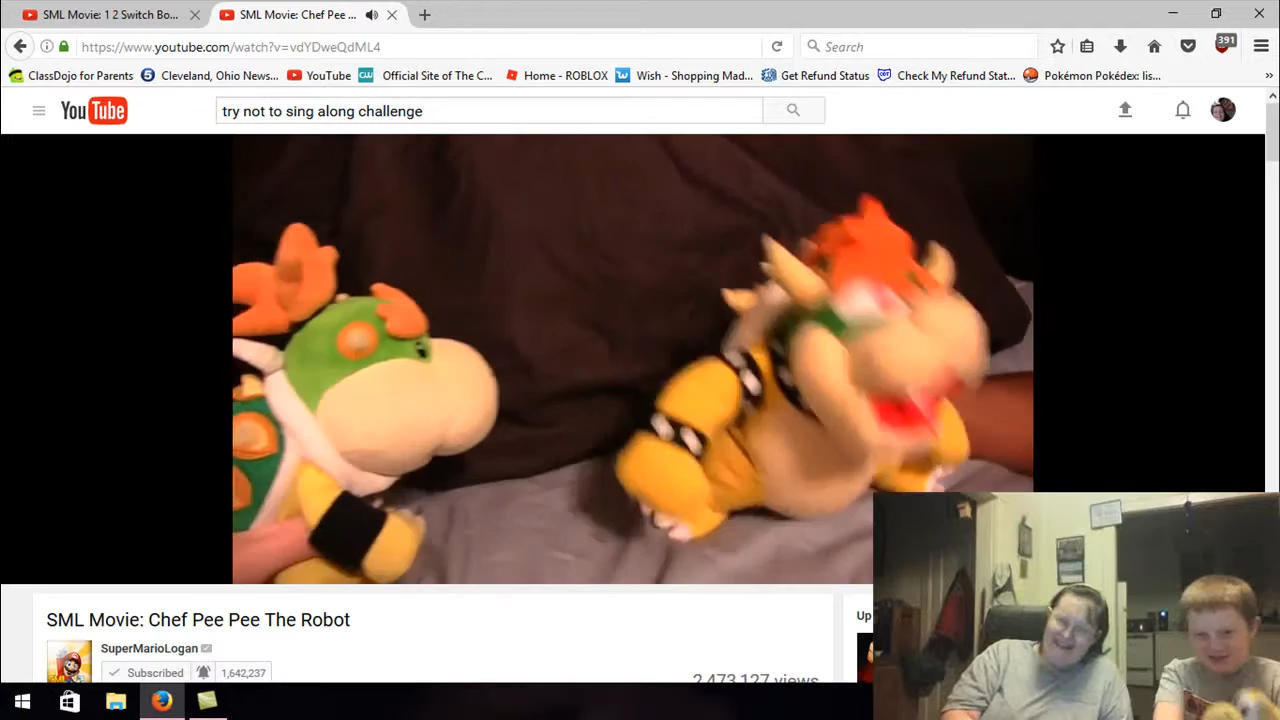 SML Movie: 1 2 Switch Bo...
SML Movie: Chef Pee Pee ...
https://www.youtube.com/watch?v=vdYDweQdML4
Search
391
ClassDojo for Parents
Cleveland, Ohio News...
YouTube
Official Site of The C...
Home - ROBLOX
Wish - Shopping Mad...
Get Refund Status
Check My Refund Stat...
Pokémon Pokédex: lis...
YouTube
try not to sing along challenge
SML Movie: Chef Pee Pee The Robot
SuperMarioLogan
Subscribed
1,642,237
2,473,127 views
Up